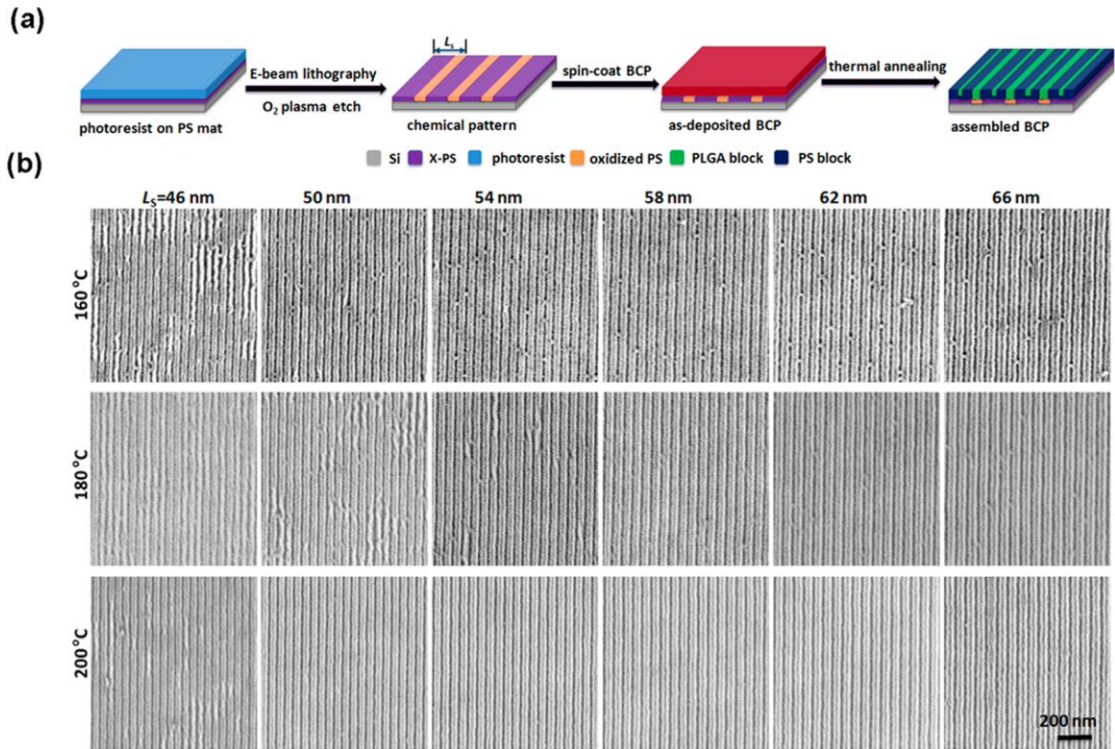 (a)
Lₛ
E-beam lithography
O₂ plasma etch
spin-coat BCP
thermal annealing
photoresist on PS mat
chemical pattern
as-deposited BCP
assembled BCP
Si X-PS photoresist oxidized PS PLGA block PS block
(b)
Lₛ=46 nm 50 nm 54 nm 58 nm 62 nm 66 nm
160°C
180°C
200°C
200 nm